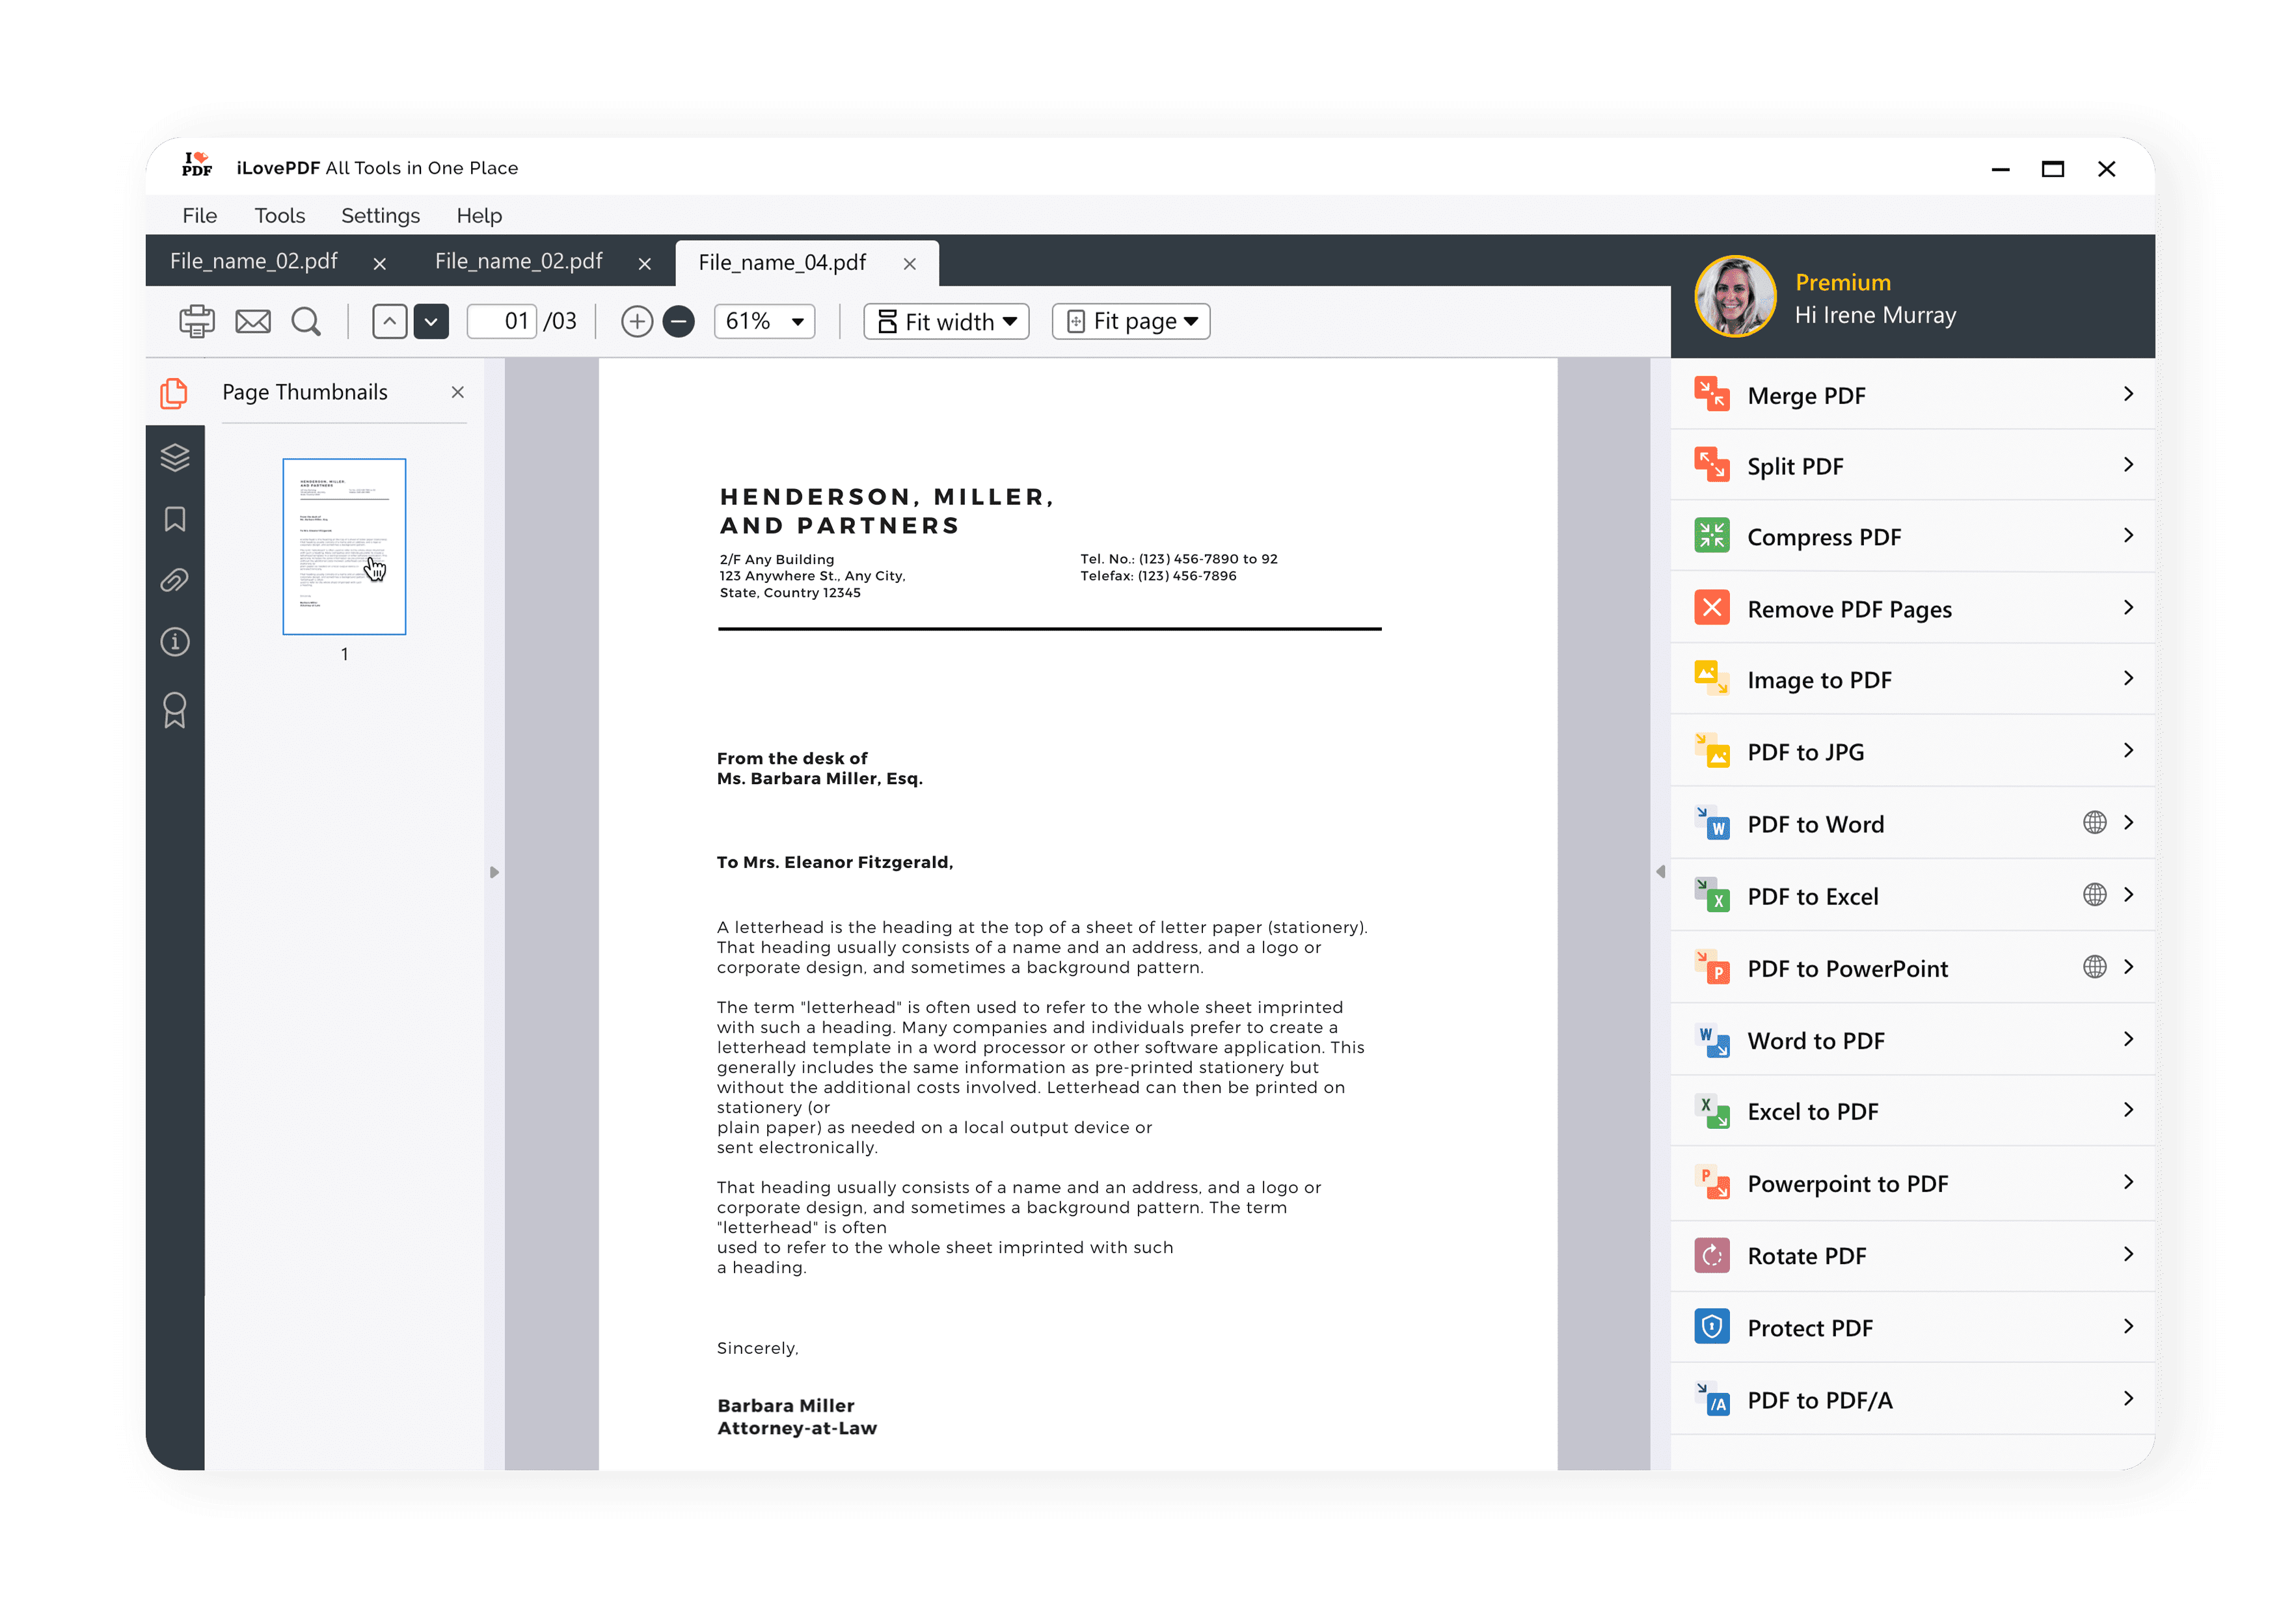 I
PDF
iLovePDF All Tools in One Place
File Tools Settings Help
File_name_02.pdf File_name_02.pdf File_name_04.pdf
Premium
Hi Irene Murray
01 /03 61% Fit width Fit page
Page Thumbnails
HENDERSON, MILLER,
AND PARTNERS
1
HENDERSON, MILLER,
AND PARTNERS
2/F Any Building
123 Anywhere St., Any City,
State, Country 12345
Tel. No.: (123) 456-7890 to 92
Telefax: (123) 456-7896
From the desk of
Ms. Barbara Miller, Esq.
To Mrs. Eleanor Fitzgerald,
A letterhead is the heading at the top of a sheet of letter paper (stationery).
That heading usually consists of a name and an address, and a logo or
corporate design, and sometimes a background pattern.
The term "letterhead" is often used to refer to the whole sheet imprinted
with such a heading. Many companies and individuals prefer to create a
letterhead template in a word processor or other software application. This
generally includes the same information as pre-printed stationery but
without the additional costs involved. Letterhead can then be printed on
stationery (or
plain paper) as needed on a local output device or
sent electronically.
That heading usually consists of a name and an address, and a logo or
corporate design, and sometimes a background pattern. The term
"letterhead" is often
used to refer to the whole sheet imprinted with such
a heading.
Sincerely,
Barbara Miller
Attorney-at-Law
Merge PDF
Split PDF
Compress PDF
Remove PDF Pages
Image to PDF
PDF to JPG
W PDF to Word
X PDF to Excel
P PDF to PowerPoint
W Word to PDF
X Excel to PDF
P Powerpoint to PDF
Rotate PDF
Protect PDF
/A PDF to PDF/A